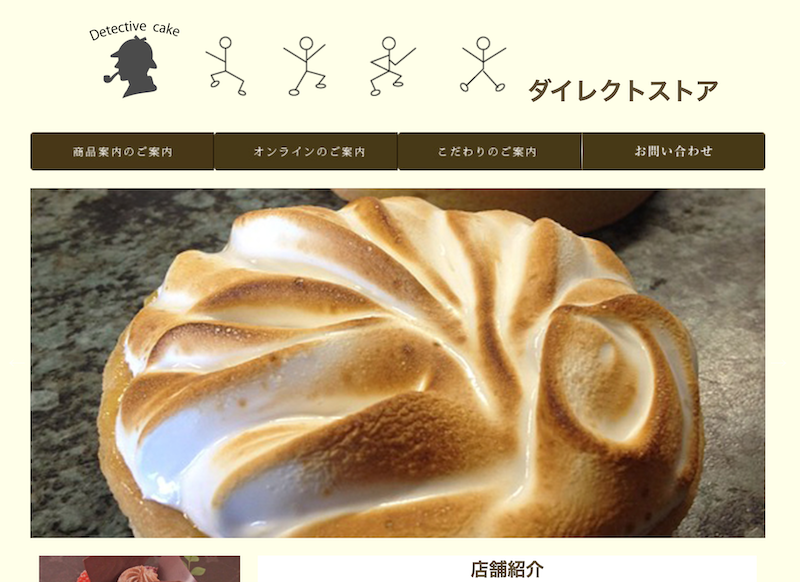 Detective cake
ダイレクトストア
商品案内のご案内
オンラインのご案内
こだわりのご案内
お問い合わせ
店舗紹介